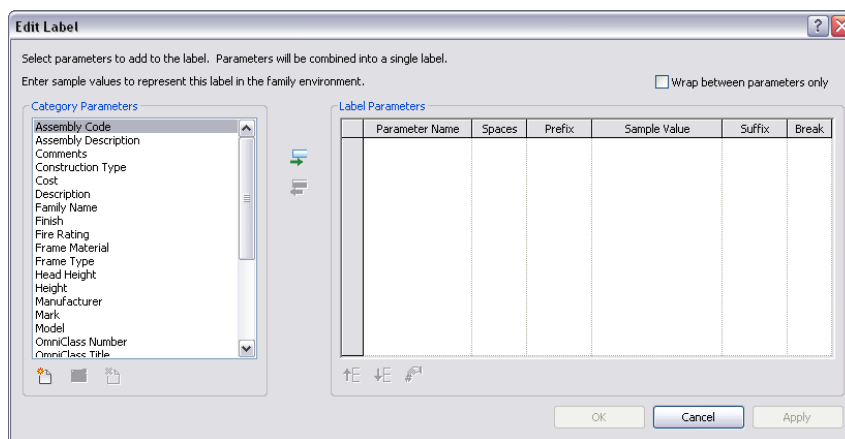 Edit Label
?
Select parameters to add to the label. Parameters will be combined into a single label.
Enter sample values to represent this label in the family environment.
Wrap between parameters only
Category Parameters
Label Parameters
Assembly Code
Assembly Description
Comments
Construction Type
Cost
Description
Family Name
Finish
Fire Rating
Frame Material
Frame Type
Head Height
Height
Manufacturer
Mark
Model
OmniClass Number
OmniClass Title
Parameter Name Spaces Prefix Sample Value Suffix Break
OK Cancel Apply